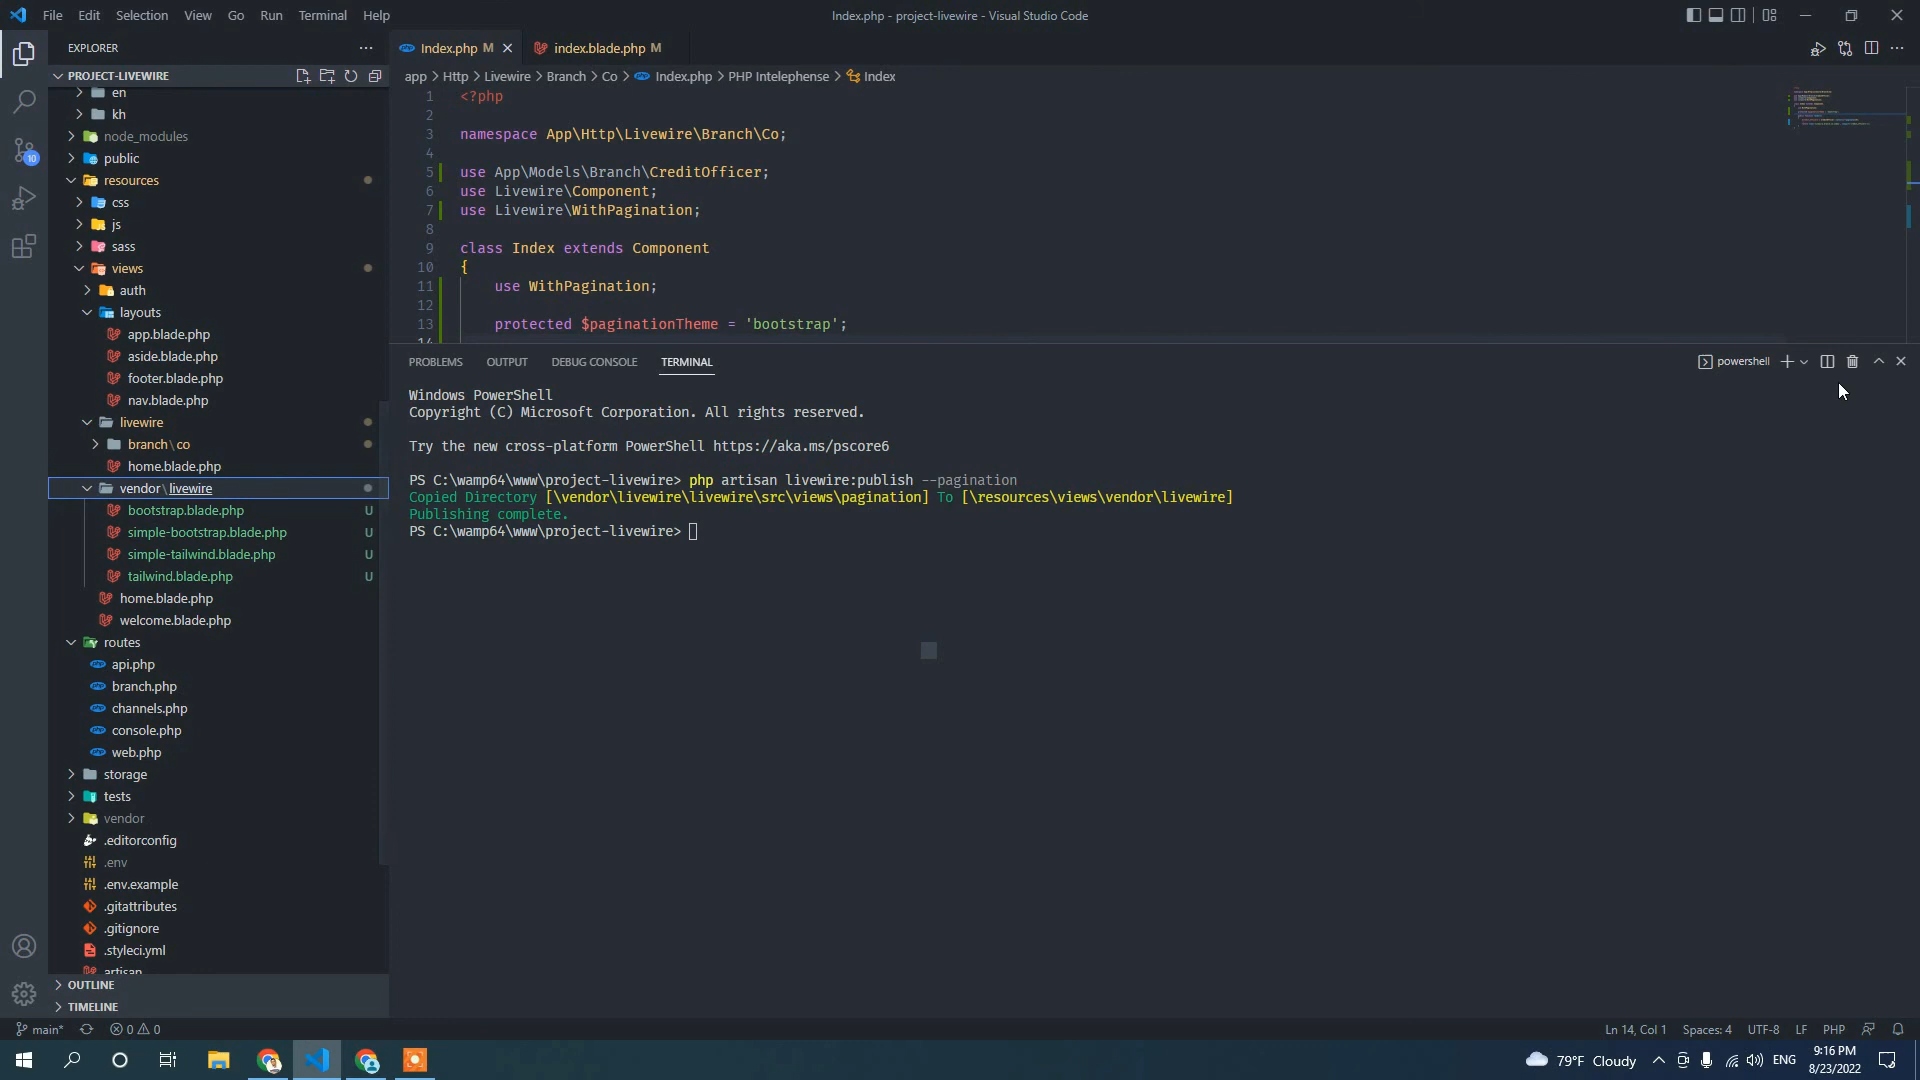 File Edit Selection View Go Run Terminal Help
Index.php - project-livewire - Visual Studio Code
EXPLORER
PROJECT-LIVEWIRE
en
kh
node_modules
public
resources
css
js
sass
views
auth
layouts
app.blade.php
aside.blade.php
footer.blade.php
nav.blade.php
livewire
branch\co
home.blade.php
vendor\livewire
bootstrap.blade.php U
simple-bootstrap.blade.php U
simple-tailwind.blade.php U
tailwind.blade.php U
home.blade.php
welcome.blade.php
routes
api.php
branch.php
channels.php
console.php
web.php
storage
tests
vendor
.editorconfig
.env
.env.example
.gitattributes
.gitignore
.styleci.yml
artisan
OUTLINE
TIMELINE
10
Index.php M
index.blade.php M
app > Http > Livewire > Branch > Co > Index.php > PHP Intelephense > Index
1 <?php
2
3 namespace App\Http\Livewire\Branch\Co;
4
5 use App\Models\Branch\CreditOfficer;
6 use Livewire\Component;
7 use Livewire\WithPagination;
8
9 class Index extends Component
10 {
11 use WithPagination;
12
13 protected $paginationTheme = 'bootstrap';
14
PROBLEMS OUTPUT DEBUG CONSOLE TERMINAL
powershell
Windows PowerShell
Copyright (C) Microsoft Corporation. All rights reserved.
Try the new cross-platform PowerShell https://aka.ms/pscore6
PS C:\wamp64\www\project-livewire> php artisan livewire:publish --pagination
Copied Directory [\vendor\livewire\livewire\src\views\pagination] To [\resources\views\vendor\livewire]
Publishing complete.
PS C:\wamp64\www\project-livewire>
main* 0 0
Ln 14, Col 1 Spaces: 4 UTF-8 LF PHP
79°F Cloudy ENG
9:16 PM
8/23/2022